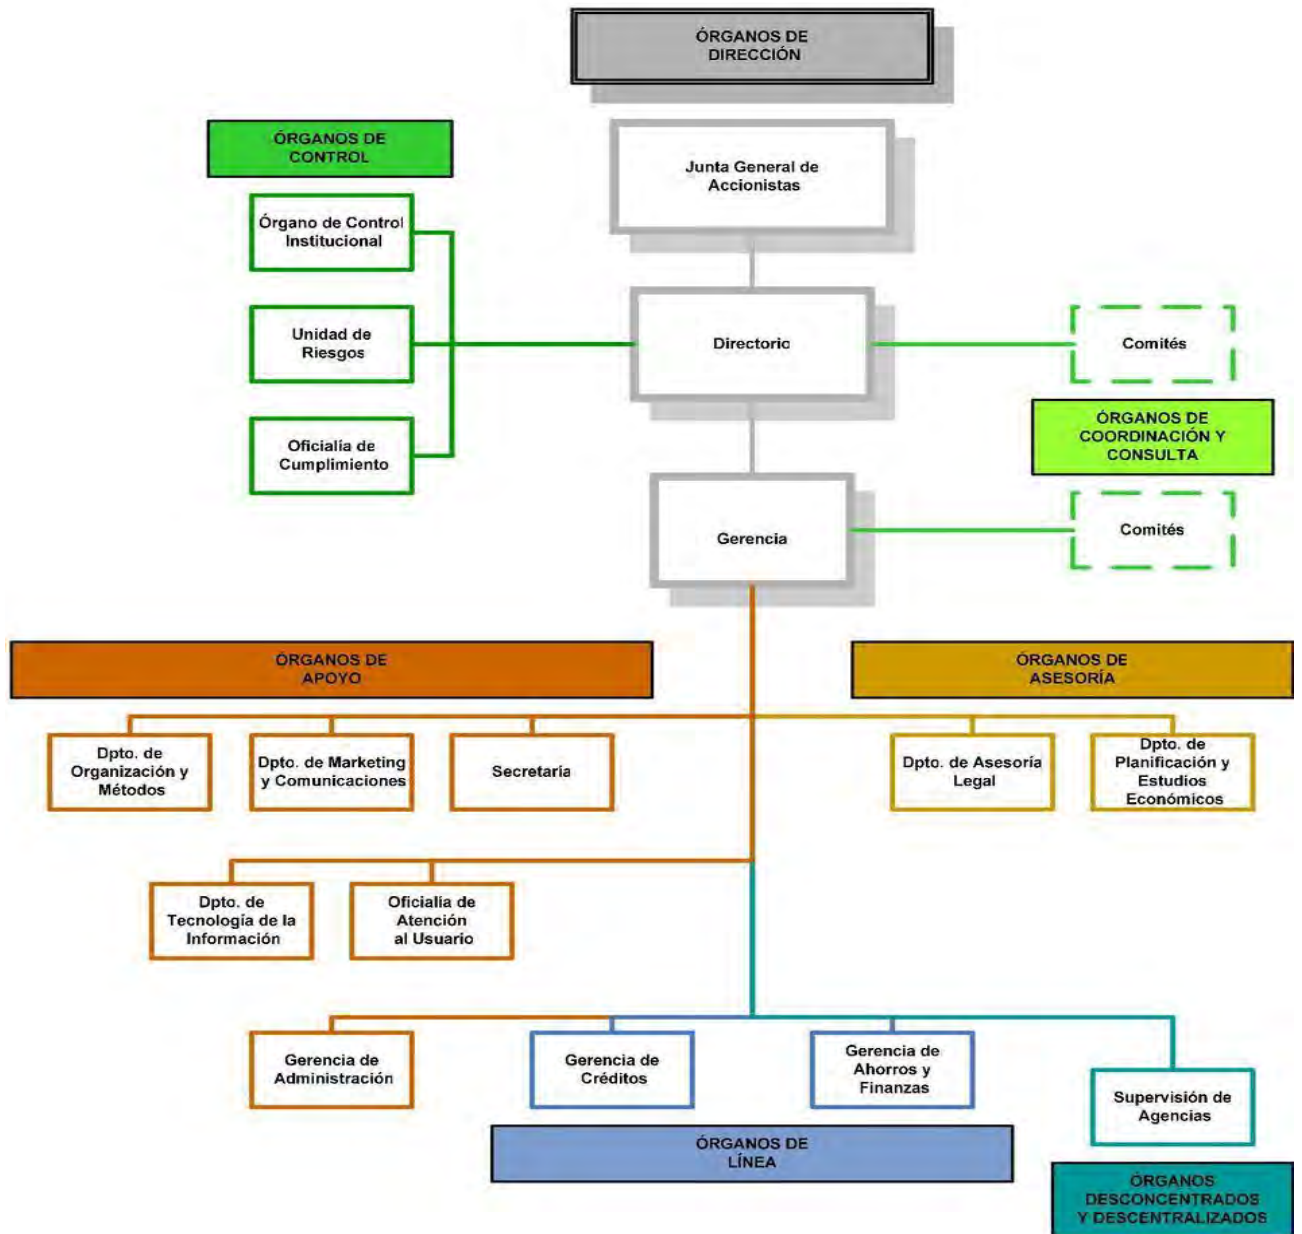 ÓRGANOS DE
DIRECCIÓN
ÓRGANOS DE
CONTROL
Junta General de
Accionistas
Órgano de Control
Institucional
Unidad de
Riesgos
Directorio
Comités
Oficialía de
Cumplimiento
ÓRGANOS DE
COORDINACIÓN Y
CONSULTA
Gerencia
Comités
ÓRGANOS DE
APOYO
ÓRGANOS DE
ASESORÍA
Dpto. de
Organización y
Métodos
Dpto. de Marketing
y Comunicaciones
Secretaría
Dpto. de Asesoría
Legal
Dpto. de
Planificación y
Estudios
Económicos
Dpto. de
Tecnología de la
Información
Oficialía de
Atención
al Usuario
Gerencia de
Administración
Gerencia de
Créditos
Gerencia de
Ahorros y
Finanzas
Supervisión de
Agencias
ÓRGANOS DE
LÍNEA
ÓRGANOS
DESCONCENTRADOS
Y DESCENTRALIZADOS